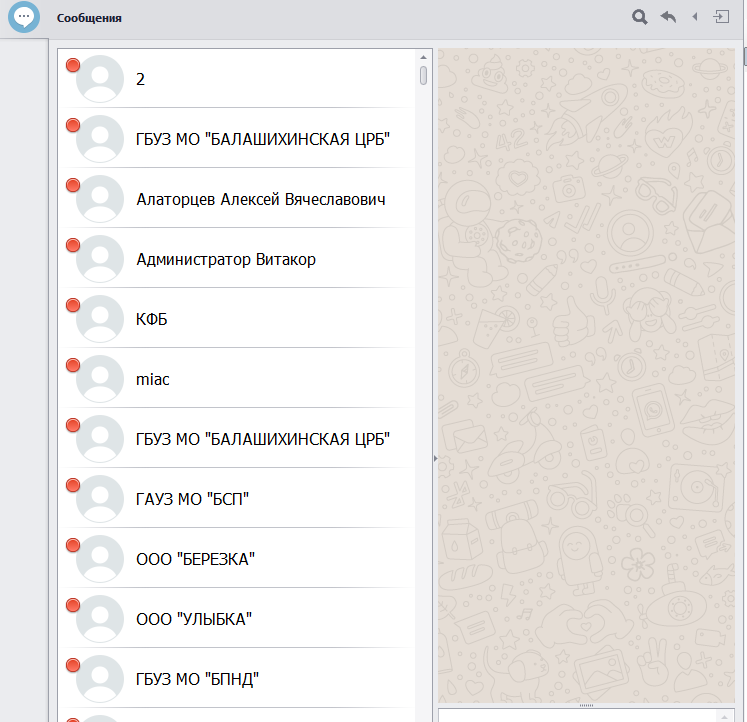 Сообщения
2
ГБУЗ МО "БАЛАШИХИНСКАЯ ЦРБ"
Алаторцев Алексей Вячеславович
Администратор Витакор
КФБ
miac
ГБУЗ МО "БАЛАШИХИНСКАЯ ЦРБ"
ГАУЗ МО "БСП"
ООО "БЕРЕЗКА"
ООО "УЛЫБКА"
ГБУЗ МО "БПНД"